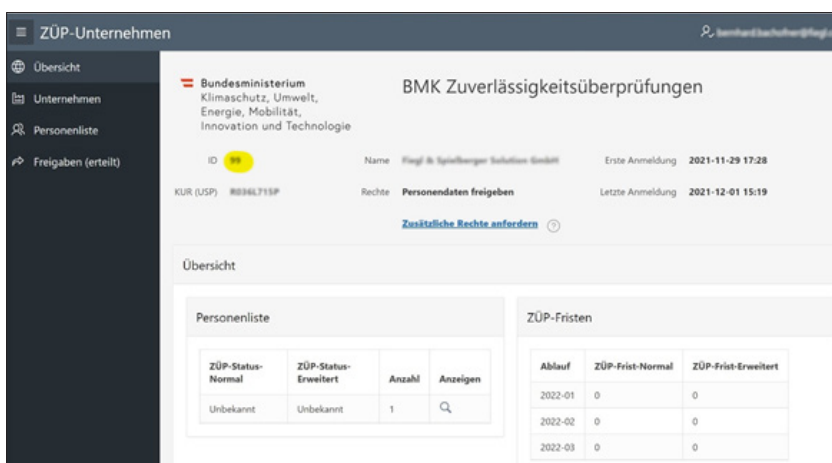 ZÜP-Unternehmen
Übersicht
Unternehmen
Personenliste
Freigaben (erteilt)
Bundesministerium
Klimaschutz, Umwelt,
Energie, Mobilität,
Innovation und Technologie
BMK Zuverlässigkeitsüberprüfungen
ID 99 Name Erste Anmeldung 2021-11-29 17:28
KUR (USP) Rechte Personendaten freigeben Letzte Anmeldung 2021-12-01 15:19
Zusätzliche Rechte anfordern ?
Übersicht
Personenliste
ZÜP-Status-Normal ZÜP-Status-Erweitert Anzahl Anzeigen
Unbekannt Unbekannt 1
ZÜP-Fristen
Ablauf ZÜP-Frist-Normal ZÜP-Frist-Erweitert
2022-01 0 0
2022-02 0 0
2022-03 0 0